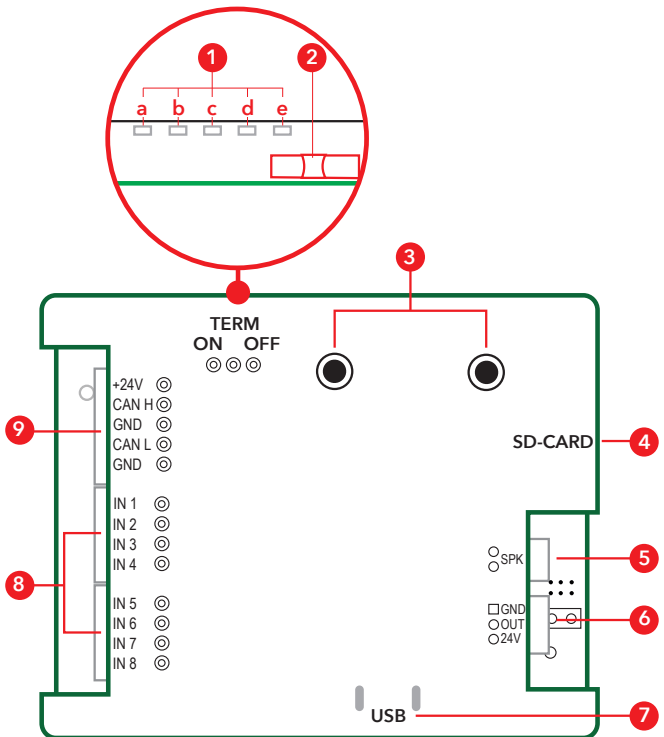 1 2
a b c d e
3
TERM
ON OFF
+24V
CAN H
GND
CAN L
GND
9
SD-CARD 4
IN 1
IN 2
IN 3
IN 4
8
IN 5
IN 6
IN 7
IN 8
SPK 5
GND
OUT 6
24V
USB 7